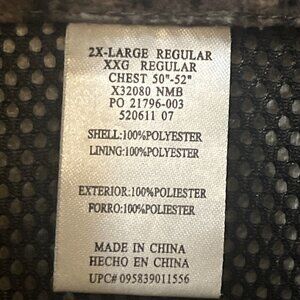 2X-LARGE REGULAR
XXG REGULAR
CHEST 50"-52"
X32080 NMB
PO 21796-003
520611 07
SHELL:100%POLYESTER
LINING:100%POLYESTER
EXTERIOR:100%POLIESTER
FORRO:100%POLIESTER
MADE IN CHINA
HECHO EN CHINA
UPC# 095839011556